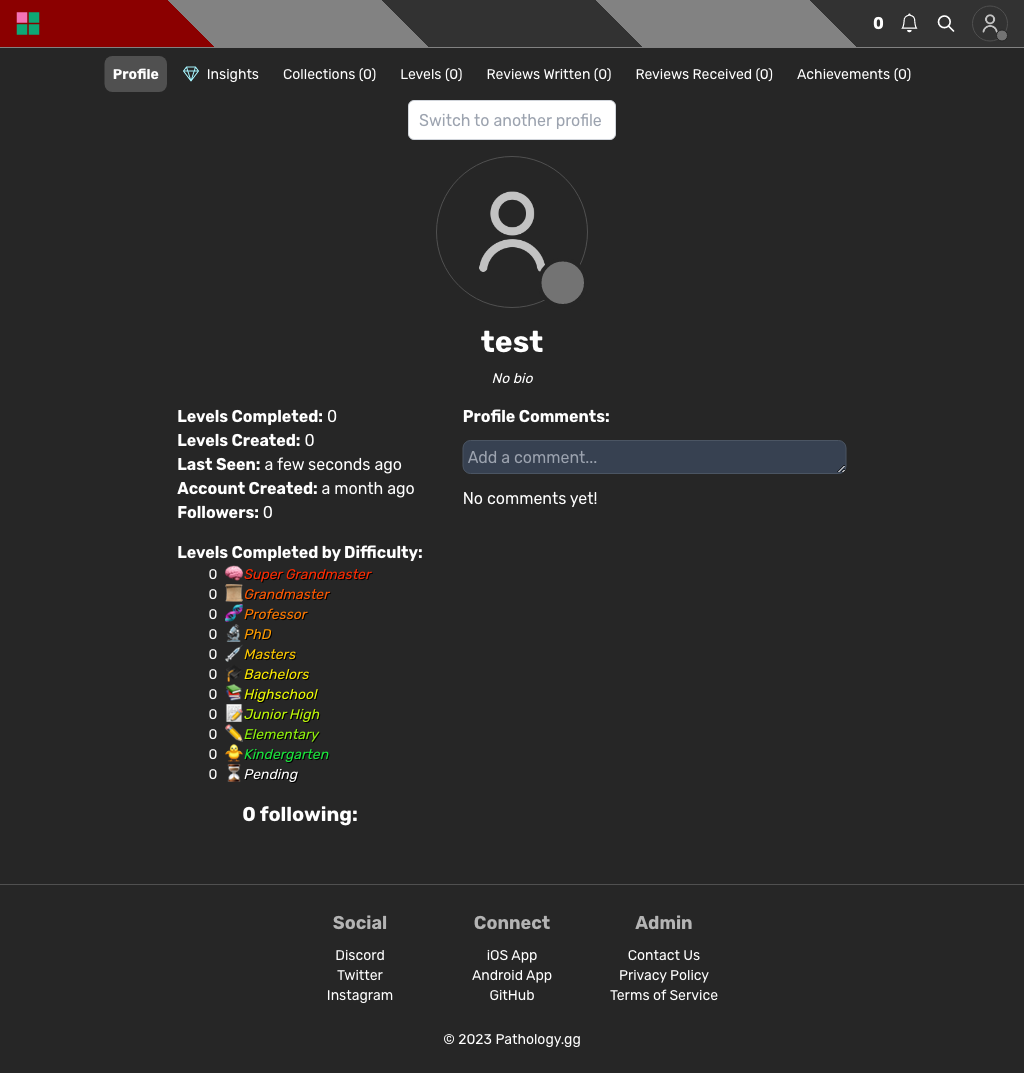 0
Profile Insights Collections (0) Levels (0) Reviews Written (0) Reviews Received (0) Achievements (0)
Switch to another profile
test
No bio
Levels Completed: 0
Levels Created: 0
Last Seen: a few seconds ago
Account Created: a month ago
Followers: 0
Levels Completed by Difficulty:
0 Super Grandmaster
0 Grandmaster
0 Professor
0 PhD
0 Masters
0 Bachelors
0 Highschool
0 Junior High
0 Elementary
0 Kindergarten
0 Pending
0 following:
Profile Comments:
Add a comment...
No comments yet!
Social
Discord
Twitter
Instagram
Connect
iOS App
Android App
GitHub
Admin
Contact Us
Privacy Policy
Terms of Service
© 2023 Pathology.gg